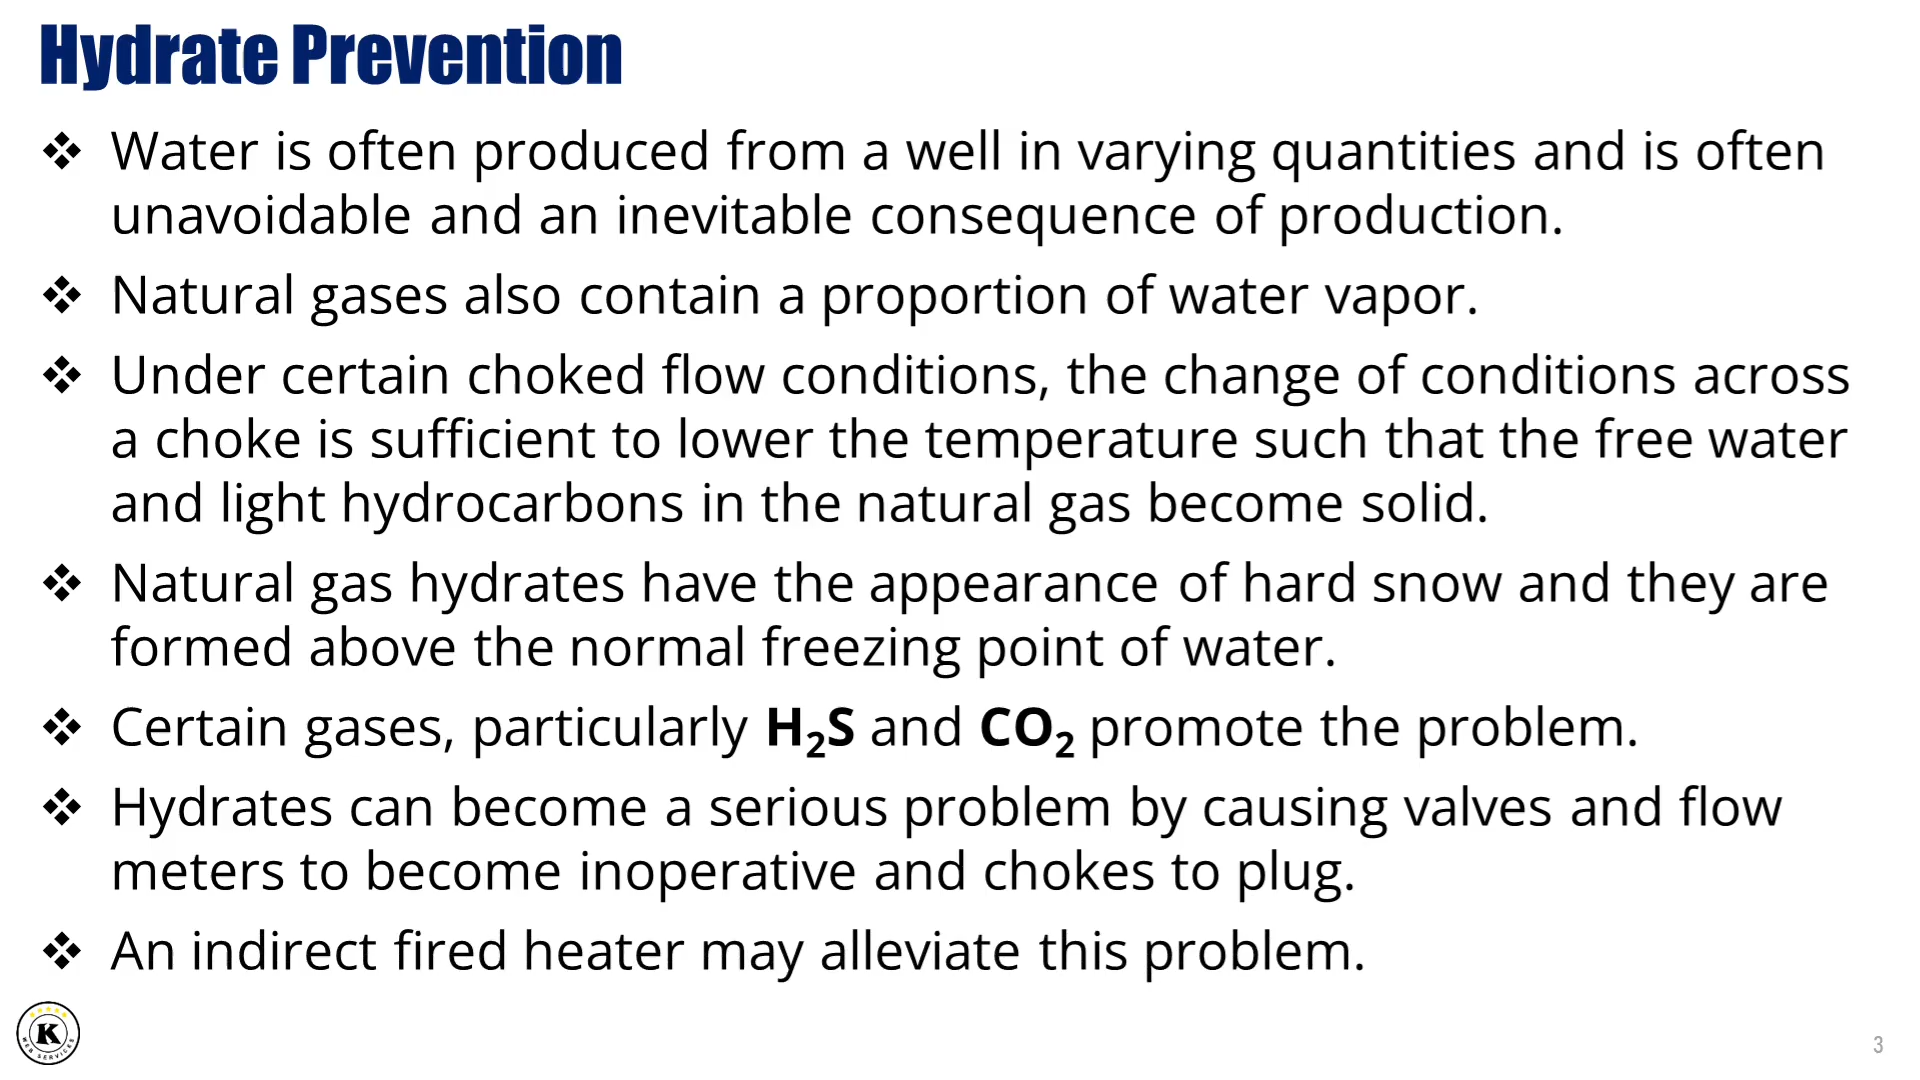 Hydrate Prevention
❖ Water is often produced from a well in varying quantities and is often
unavoidable and an inevitable consequence of production.
❖ Natural gases also contain a proportion of water vapor.
❖ Under certain choked flow conditions, the change of conditions across
a choke is sufficient to lower the temperature such that the free water
and light hydrocarbons in the natural gas become solid.
❖ Natural gas hydrates have the appearance of hard snow and they are
formed above the normal freezing point of water.
❖ Certain gases, particularly H₂S and CO₂ promote the problem.
❖ Hydrates can become a serious problem by causing valves and flow
meters to become inoperative and chokes to plug.
❖ An indirect fired heater may alleviate this problem.
K
WEB SERVICES
3